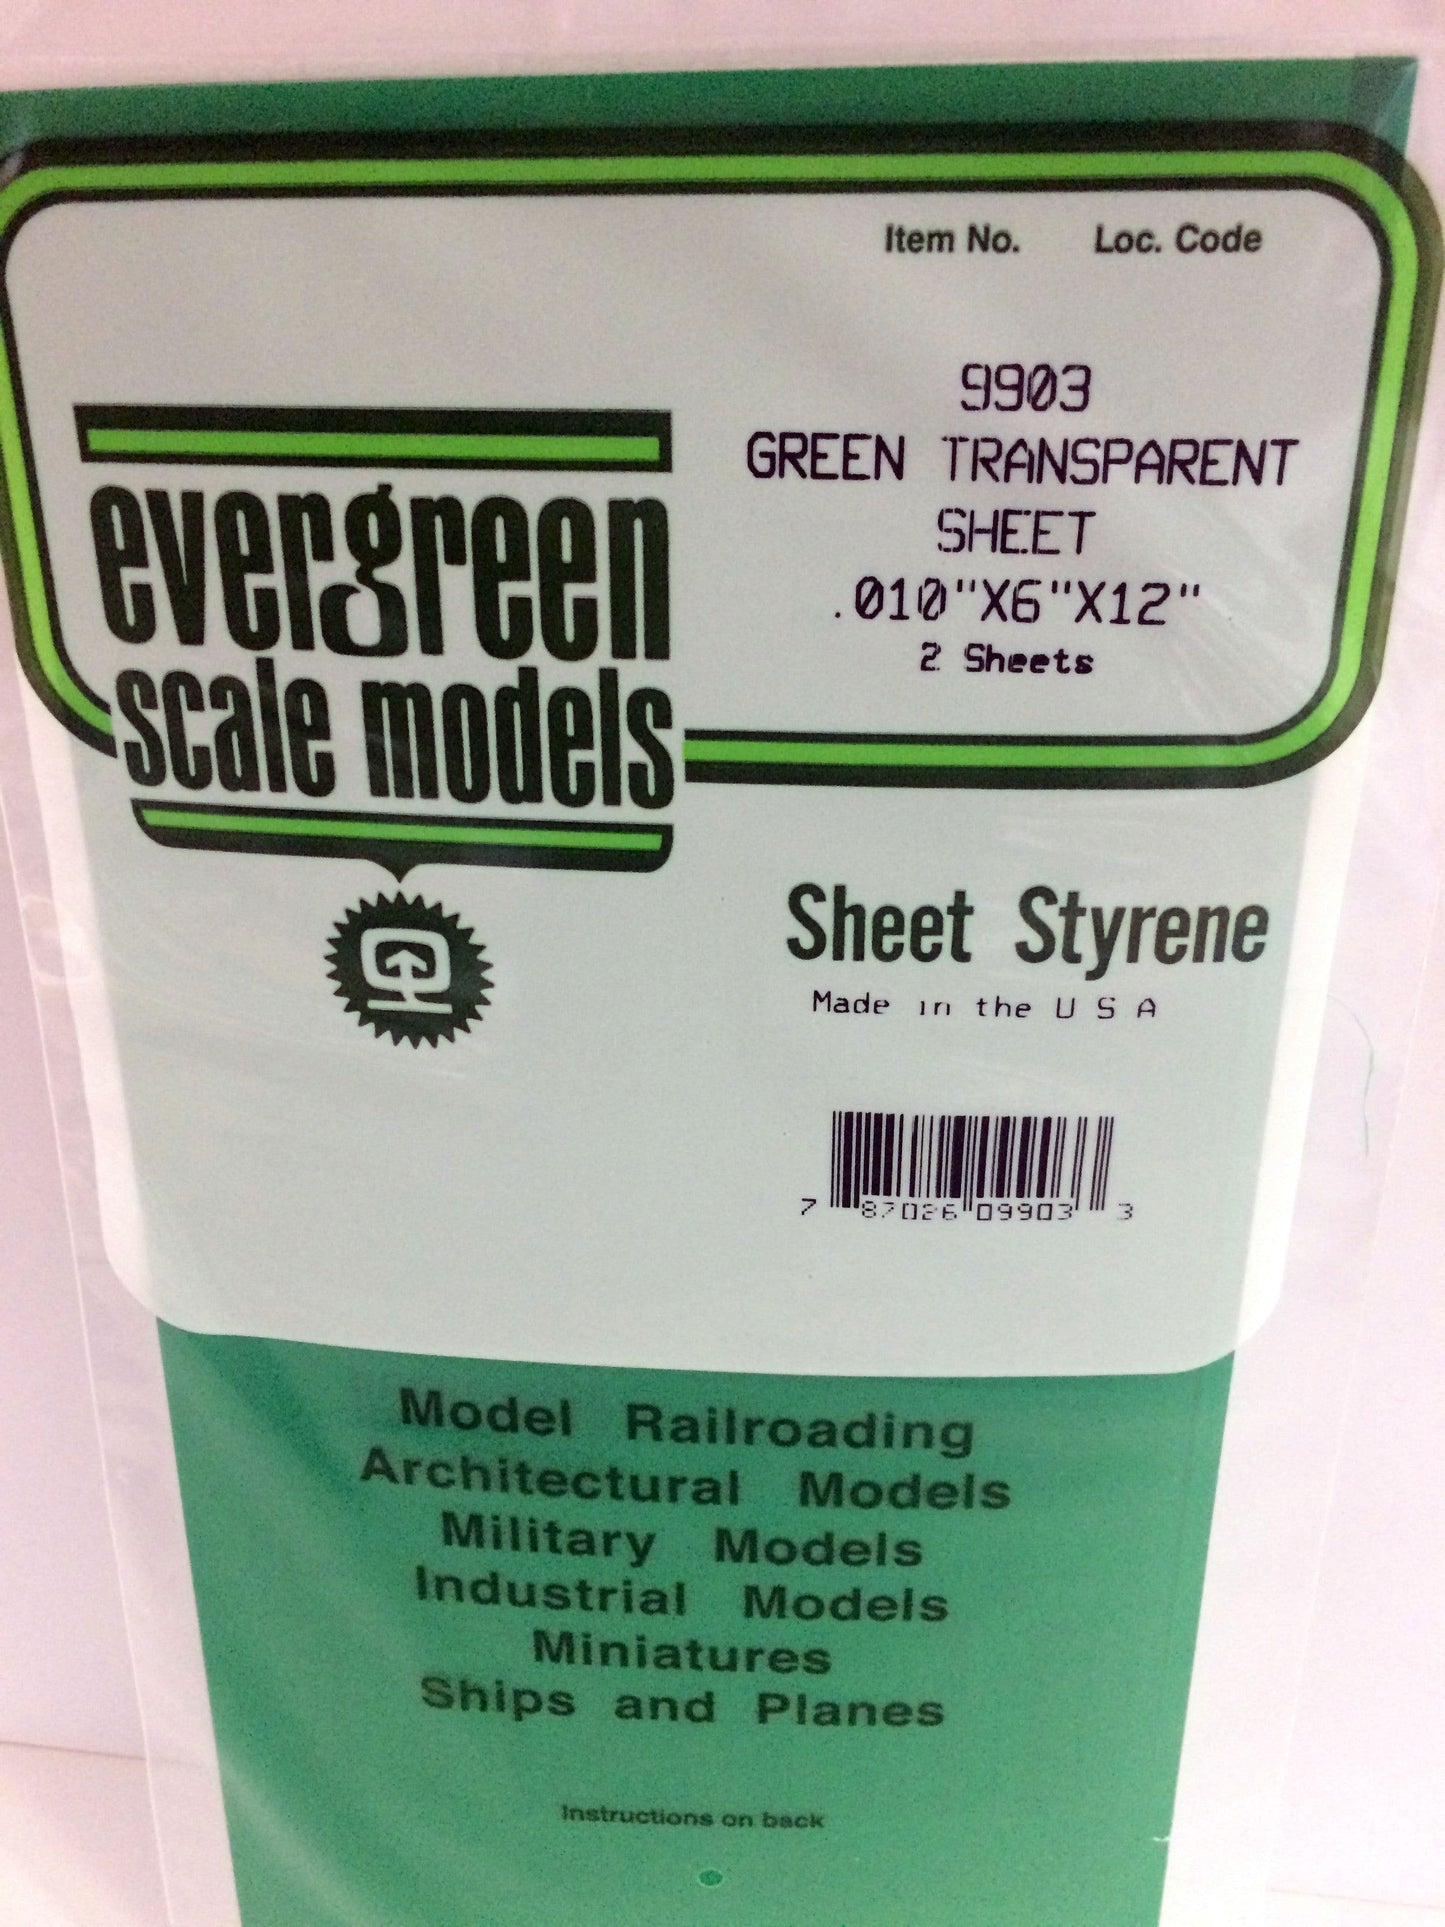 Item No. Loc. Code
9903
GREEN TRANSPARENT
SHEET
.010"X6"X12"
2 Sheets
evergreen
scale models
Sheet Styrene
Made in the U S A
7 87026 09903 3
Model Railroading
Architectural Models
Military Models
Industrial Models
Miniatures
Ships and Planes
Instructions on back